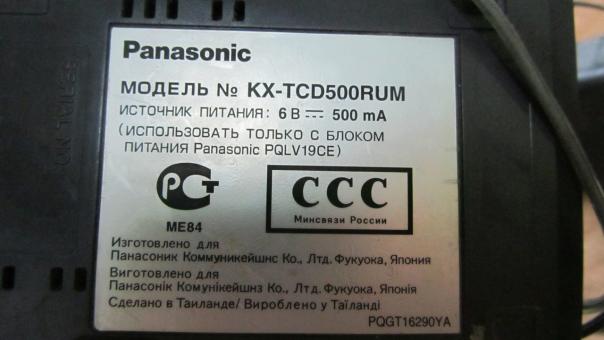 Panasonic
МОДЕЛЬ № KX-TCD500RUM
ИСТОЧНИК ПИТАНИЯ: 6 В 500 mA
(ИСПОЛЬЗОВАТЬ ТОЛЬКО С БЛОКОМ
ПИТАНИЯ Panasonic PQLV19CE)
РСТ
ME84
ССС
Минсвязи России
Изготовлено для
Панасоник Коммуникейшнс Ко., Лтд. Фукуока, Япония
Виготовлено для
Панасонік Комунікейшнз Ко., Лтд. Фукуока, Японія
Сделано в Таиланде/ Вироблено у Таїланді
PQGT16290YA
SERIAL NO